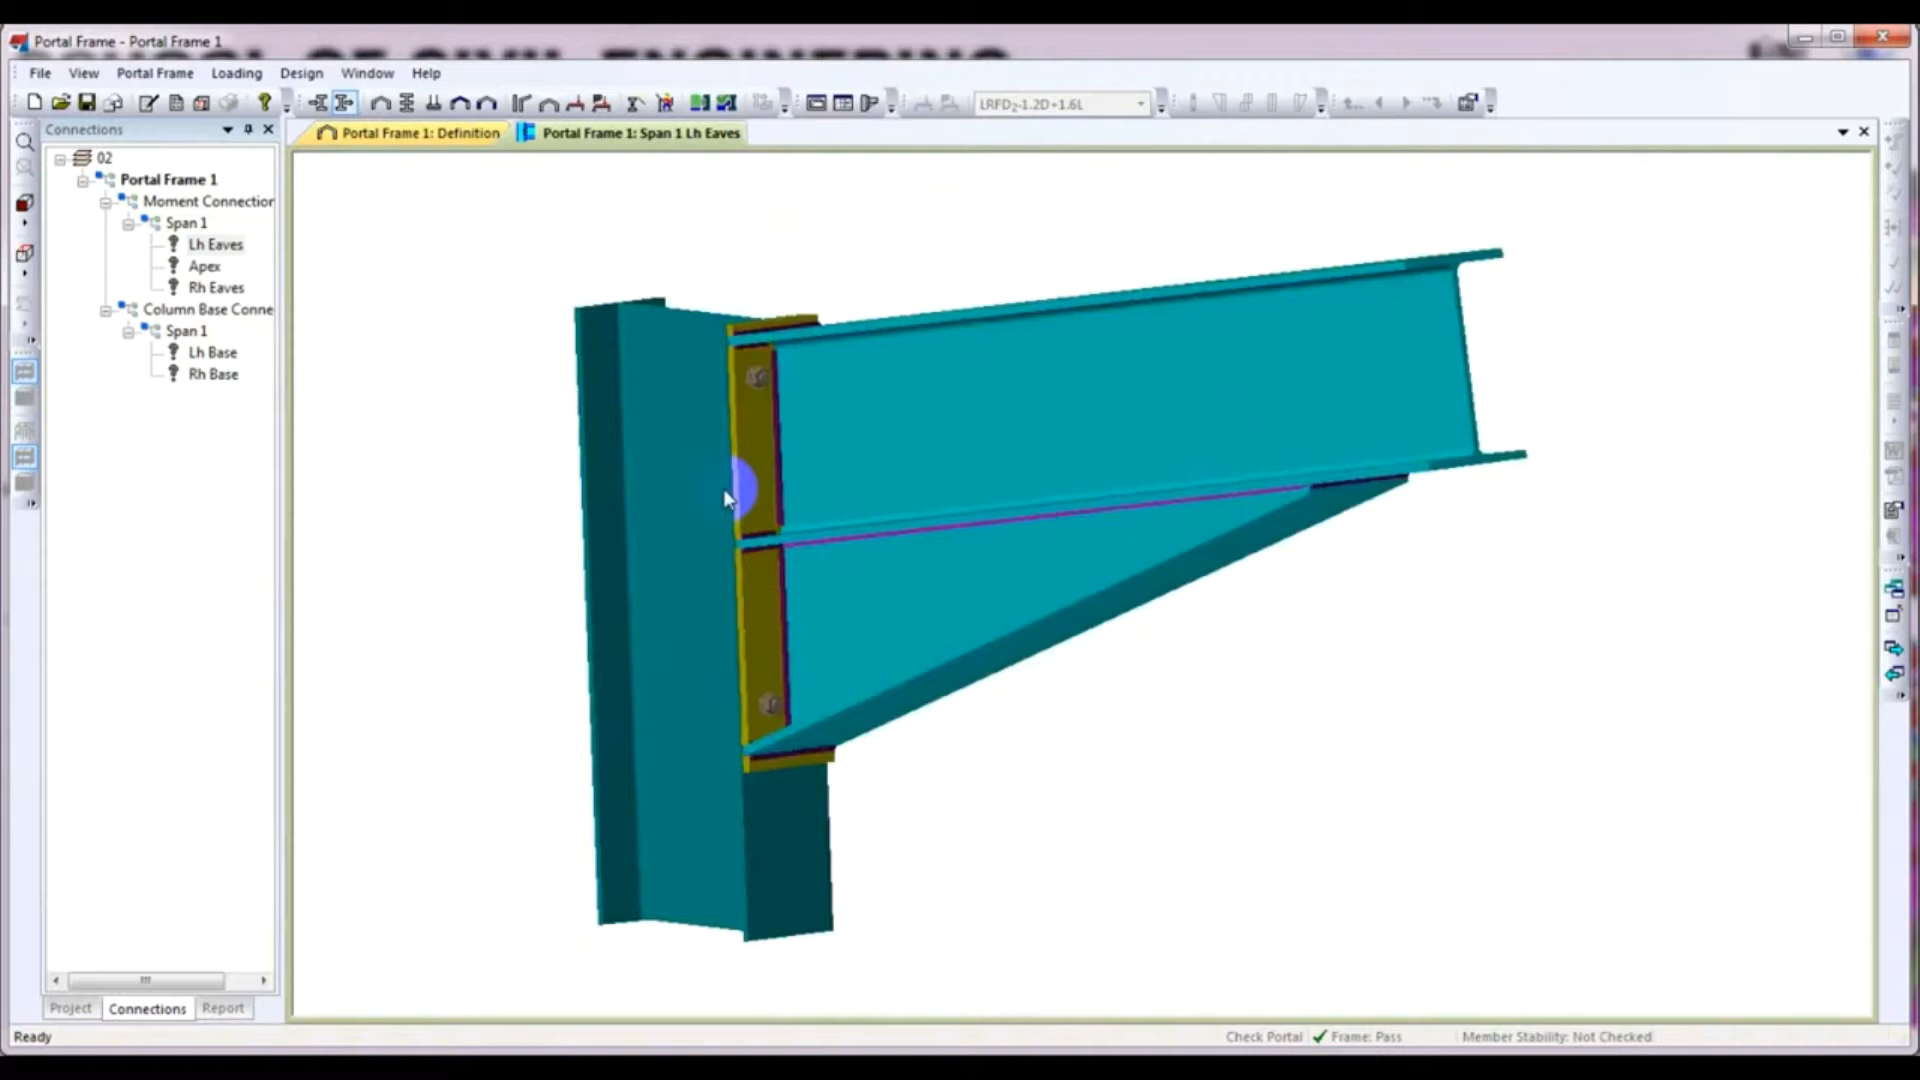 Portal Frame - Portal Frame 1
File View Portal Frame Loading Design Window Help
LRFD2-1.2D+1.6L
Connections
Portal Frame 1: Definition
Portal Frame 1: Span 1 Lh Eaves
02
Portal Frame 1
Moment Connection
Span 1
Lh Eaves
Apex
Rh Eaves
Column Base Conne
Span 1
Lh Base
Rh Base
Project Connections Report
Ready
Check Portal Frame: Pass Member Stability: Not Checked